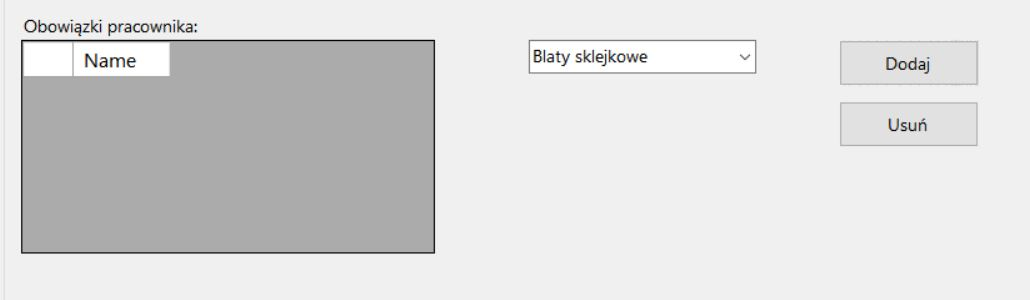 Obowiązki pracownika:
Name
Blaty sklejkowe
Dodaj
Usuń